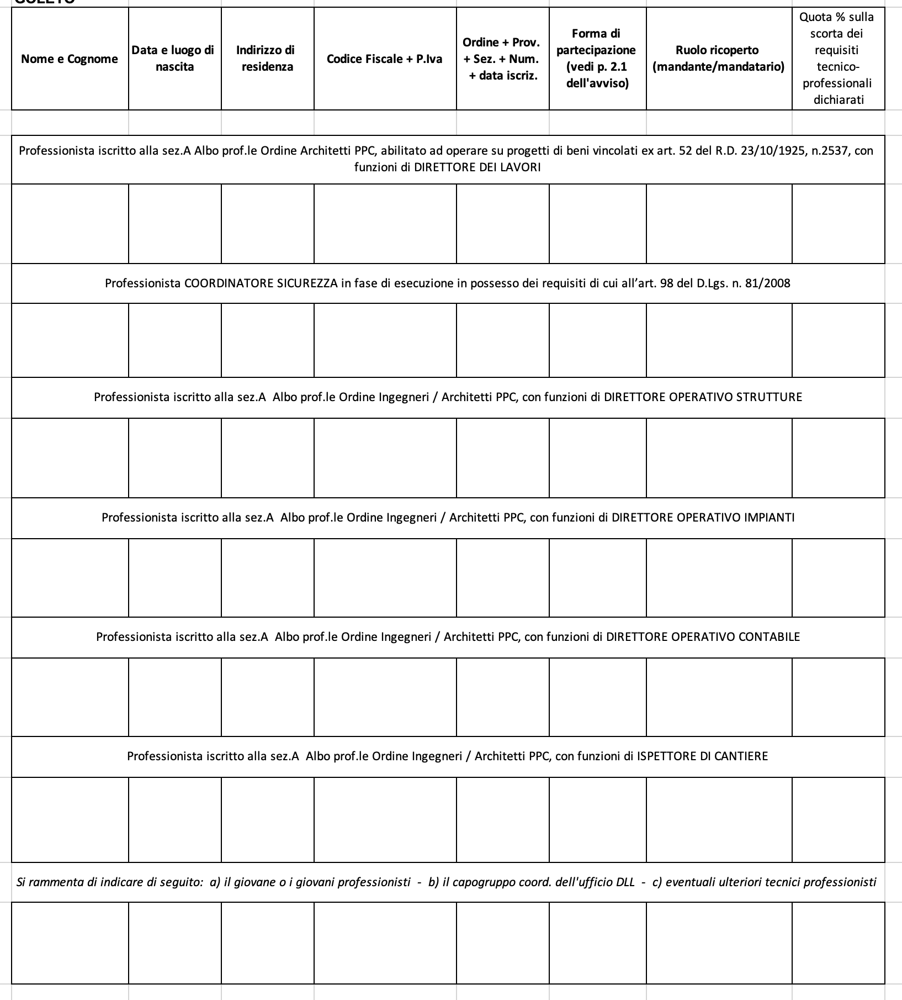 Nome e Cognome
Data e luogo di
nascita
Indirizzo di
residenza
Codice Fiscale + P.Iva
Ordine + Prov.
+ Sez. + Num.
+ data iscriz.
Forma di
partecipazione
(vedi p. 2.1
dell'avviso)
Ruolo ricoperto
(mandante/mandatario)
Quota % sulla
scorta dei
requisiti
tecnico-
professionali
dichiarati
Professionista iscritto alla sez.A Albo prof.le Ordine Architetti PPC, abilitato ad operare su progetti di beni vincolati ex art. 52 del R.D. 23/10/1925, n.2537, con
funzioni di DIRETTORE DEI LAVORI
Professionista COORDINATORE SICUREZZA in fase di esecuzione in possesso dei requisiti di cui all’art. 98 del D.Lgs. n. 81/2008
Professionista iscritto alla sez.A  Albo prof.le Ordine Ingegneri / Architetti PPC, con funzioni di DIRETTORE OPERATIVO STRUTTURE
Professionista iscritto alla sez.A  Albo prof.le Ordine Ingegneri / Architetti PPC, con funzioni di DIRETTORE OPERATIVO IMPIANTI
Professionista iscritto alla sez.A  Albo prof.le Ordine Ingegneri / Architetti PPC, con funzioni di DIRETTORE OPERATIVO CONTABILE
Professionista iscritto alla sez.A  Albo prof.le Ordine Ingegneri / Architetti PPC, con funzioni di ISPETTORE DI CANTIERE
Si rammenta di indicare di seguito:  a) il giovane o i giovani professionisti  -  b) il capogruppo coord. dell'ufficio DLL  -  c) eventuali ulteriori tecnici professionisti